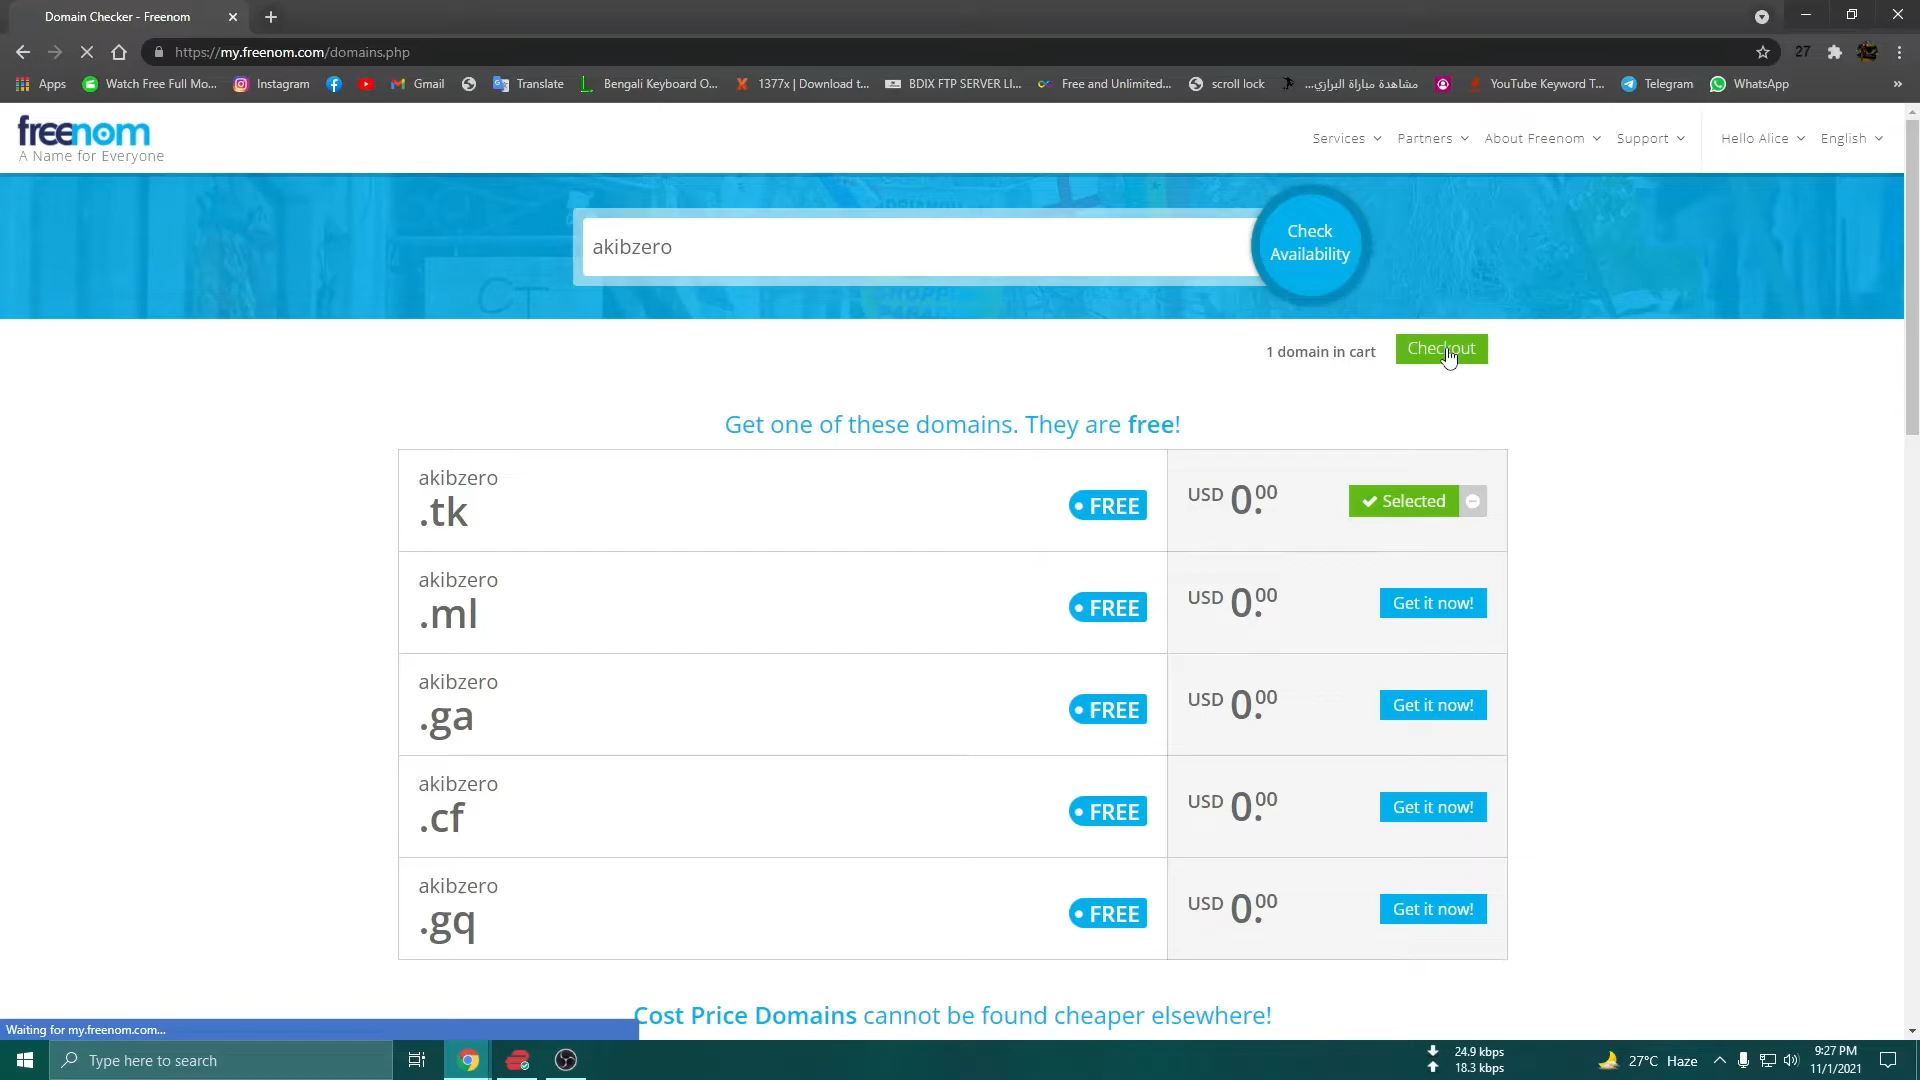 Domain Checker - Freenom
https://my.freenom.com/domains.php
27
Apps
Watch Free Full Mo...
Instagram
Gmail
Translate
Bengali Keyboard O...
1377x | Download t...
BDIX FTP SERVER LI...
Free and Unlimited...
scroll lock
مشاهدة مباراة البرازي...
YouTube Keyword T...
Telegram
WhatsApp
»
freenom
A Name for Everyone
Services
Partners
About Freenom
Support
Hello Alice
English
akibzero
Check
Availability
1 domain in cart
Checkout
Get one of these domains. They are free!
akibzero
.tk
FREE
USD 0.00
Selected
akibzero
.ml
FREE
USD 0.00
Get it now!
akibzero
.ga
FREE
USD 0.00
Get it now!
akibzero
.cf
FREE
USD 0.00
Get it now!
akibzero
.gq
FREE
USD 0.00
Get it now!
Cost Price Domains cannot be found cheaper elsewhere!
Waiting for my.freenom.com...
Type here to search
24.9 kbps
18.3 kbps
27°C Haze
9:27 PM
11/1/2021